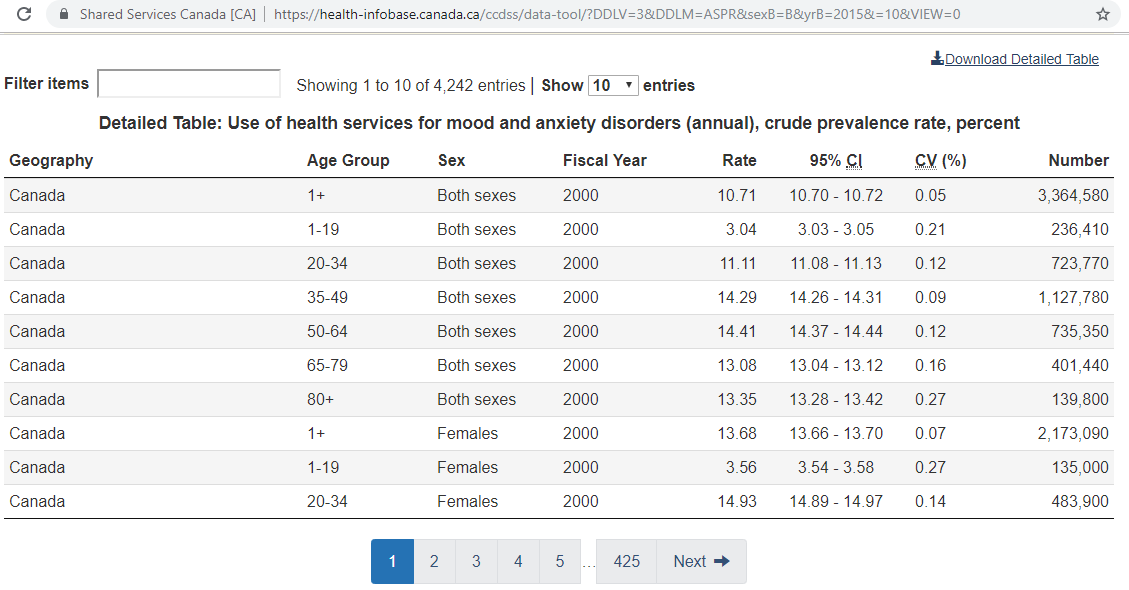 Shared Services Canada [CA] | https://health-infobase.canada.ca/ccdss/data-tool/?DDLV=3&DDLM=ASPR&sexB=B&yrB=2015&=10&VIEW=0
Download Detailed Table
Filter items Showing 1 to 10 of 4,242 entries | Show 10 entries
Detailed Table: Use of health services for mood and anxiety disorders (annual), crude prevalence rate, percent
Geography Age Group Sex Fiscal Year Rate 95% CI CV (%) Number
Canada 1+ Both sexes 2000 10.71 10.70 - 10.72 0.05 3,364,580
Canada 1-19 Both sexes 2000 3.04 3.03 - 3.05 0.21 236,410
Canada 20-34 Both sexes 2000 11.11 11.08 - 11.13 0.12 723,770
Canada 35-49 Both sexes 2000 14.29 14.26 - 14.31 0.09 1,127,780
Canada 50-64 Both sexes 2000 14.41 14.37 - 14.44 0.12 735,350
Canada 65-79 Both sexes 2000 13.08 13.04 - 13.12 0.16 401,440
Canada 80+ Both sexes 2000 13.35 13.28 - 13.42 0.27 139,800
Canada 1+ Females 2000 13.68 13.66 - 13.70 0.07 2,173,090
Canada 1-19 Females 2000 3.56 3.54 - 3.58 0.27 135,000
Canada 20-34 Females 2000 14.93 14.89 - 14.97 0.14 483,900
1 2 3 4 5 ... 425 Next